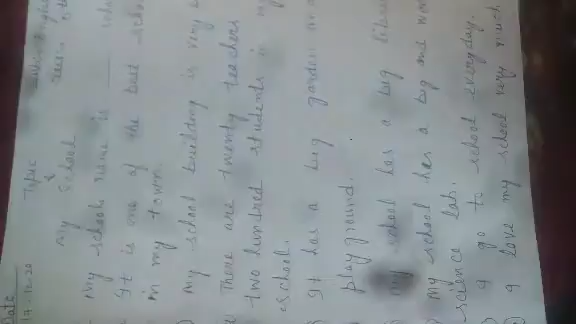 Date
17-12-20
Topic
My School
My school name is
It is one of the best
in my town.
My school building is very
There are twenty teachers
two hundred students in
school.
It has a big garden
play ground.
My school has a big
My school has a big and
science lab.
I go to school everyday.
I love my school very much